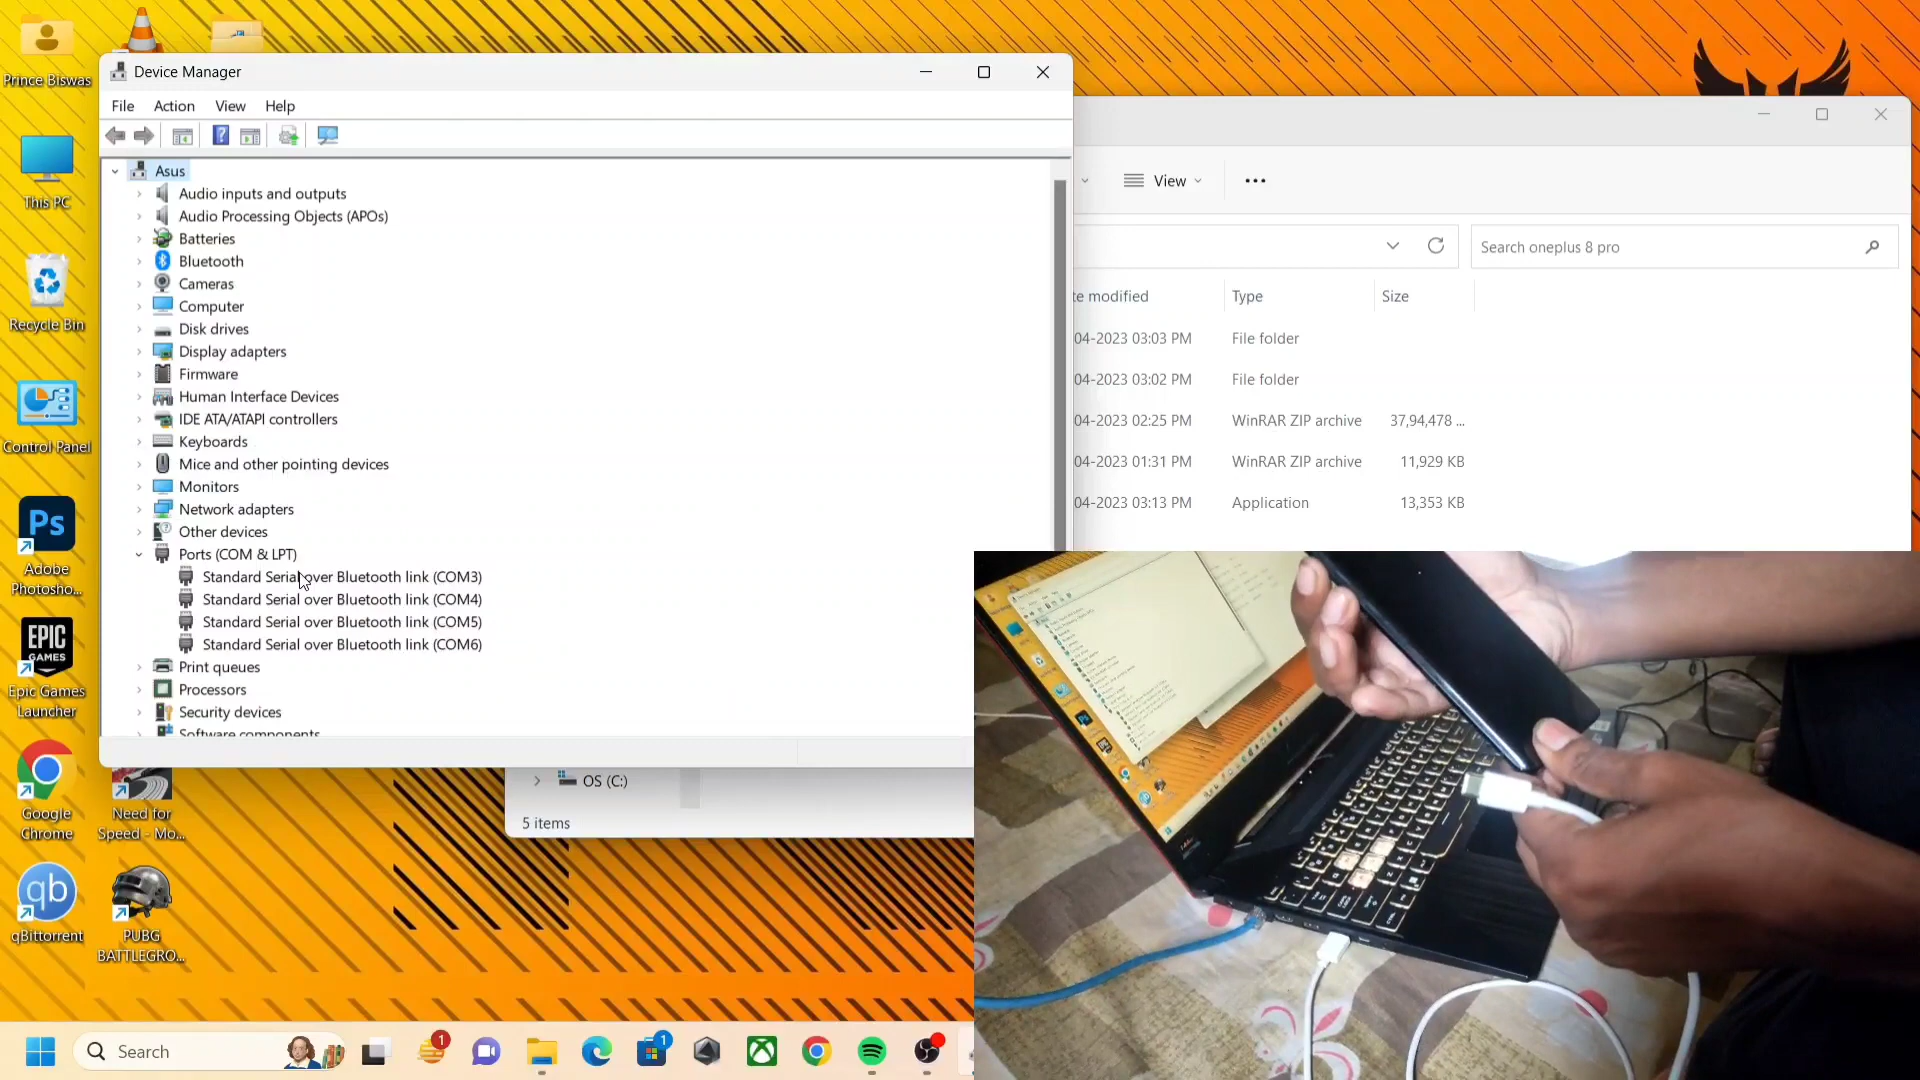 Prince Biswas
This PC
Recycle Bin
Control Panel
Ps
Adobe
Photosho...
EPIC
GAMES
Epic Games
Launcher
Google
Chrome
Need for
Speed - Mo...
qb
qBittorrent
PUBG
BATTLEGRO...
Device Manager
File Action View Help
Asus
Audio inputs and outputs
Audio Processing Objects (APOs)
Batteries
Bluetooth
Cameras
Computer
Disk drives
Display adapters
Firmware
Human Interface Devices
IDE ATA/ATAPI controllers
Keyboards
Mice and other pointing devices
Monitors
Network adapters
Other devices
Ports (COM & LPT)
Standard Serial over Bluetooth link (COM3)
Standard Serial over Bluetooth link (COM4)
Standard Serial over Bluetooth link (COM5)
Standard Serial over Bluetooth link (COM6)
Print queues
Processors
Security devices
Software components
View
Search oneplus 8 pro
te modified Type Size
04-2023 03:03 PM File folder
04-2023 03:02 PM File folder
04-2023 02:25 PM WinRAR ZIP archive 37,94,478 ...
04-2023 01:31 PM WinRAR ZIP archive 11,929 KB
04-2023 03:13 PM Application 13,353 KB
OS (C:)
5 items
Search
1
1